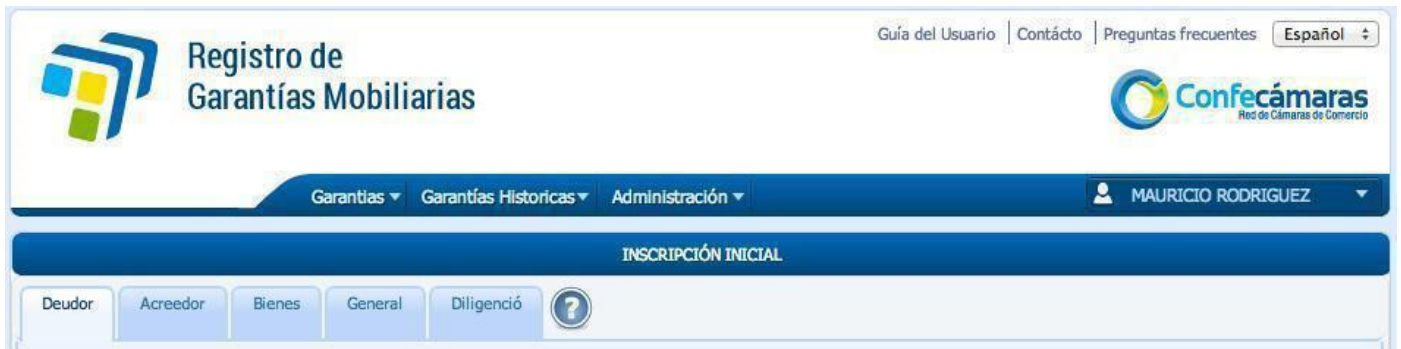 Guía del Usuario | Contácto | Preguntas frecuentes Español
Registro de
Garantías Mobiliarias
Confecámaras
Red de Cámaras de Comercio
Garantias Garantías Historicas Administración MAURICIO RODRIGUEZ
INSCRIPCIÓN INICIAL
Deudor Acreedor Bienes General Diligenció ?